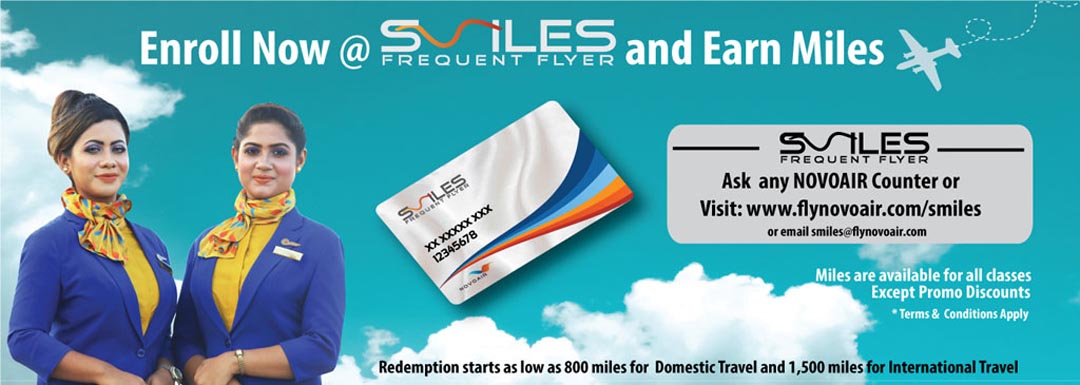 Enroll Now @ SMILES and Earn Miles
FREQUENT FLYER
SMILES
FREQUENT FLYER
XX XXXXX XXX
12345678
NOVOAIR
SMILES
FREQUENT FLYER
Ask any NOVOAIR Counter or
Visit: www.flynovoair.com/smiles
or email smiles@flynovoair.com
Miles are available for all classes
Except Promo Discounts
* Terms & Conditions Apply
Redemption starts as low as 800 miles for Domestic Travel and 1,500 miles for International Travel